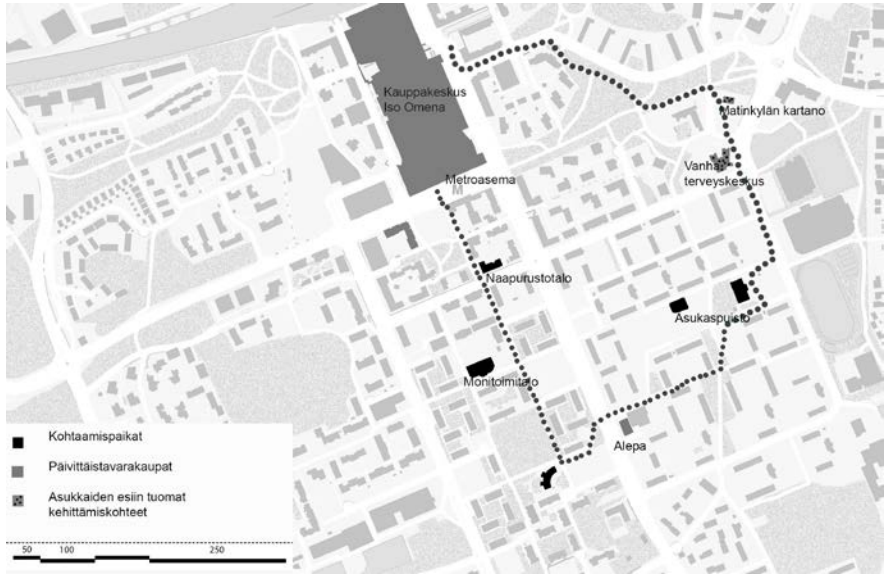 Kauppakeskus
Iso Omena
Matinkylän kartano
Vanha
terveyskeskus
Metroasema
M
Naapurustotalo
Asukaspuisto
Monitoimitalo
Alepa
Kohtaamispaikat
Päivittäistavarakaupat
Asukkaiden esiin tuomat
kehittämiskohteet
50 100 250